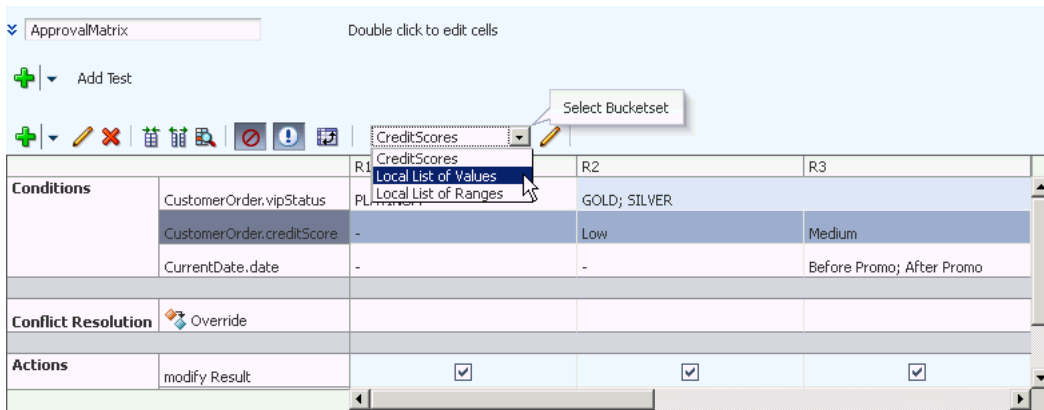 ApprovalMatrix Double click to edit cells
Add Test
Select Bucketset
CreditScores
CreditScores
R1 R2 R3
Local List of Values
Local List of Ranges
Conditions CustomerOrder.vipStatus GOLD; SILVER
CustomerOrder.creditScore - Low Medium
CurrentDate.date - - Before Promo; After Promo
Conflict Resolution Override
Actions modify Result